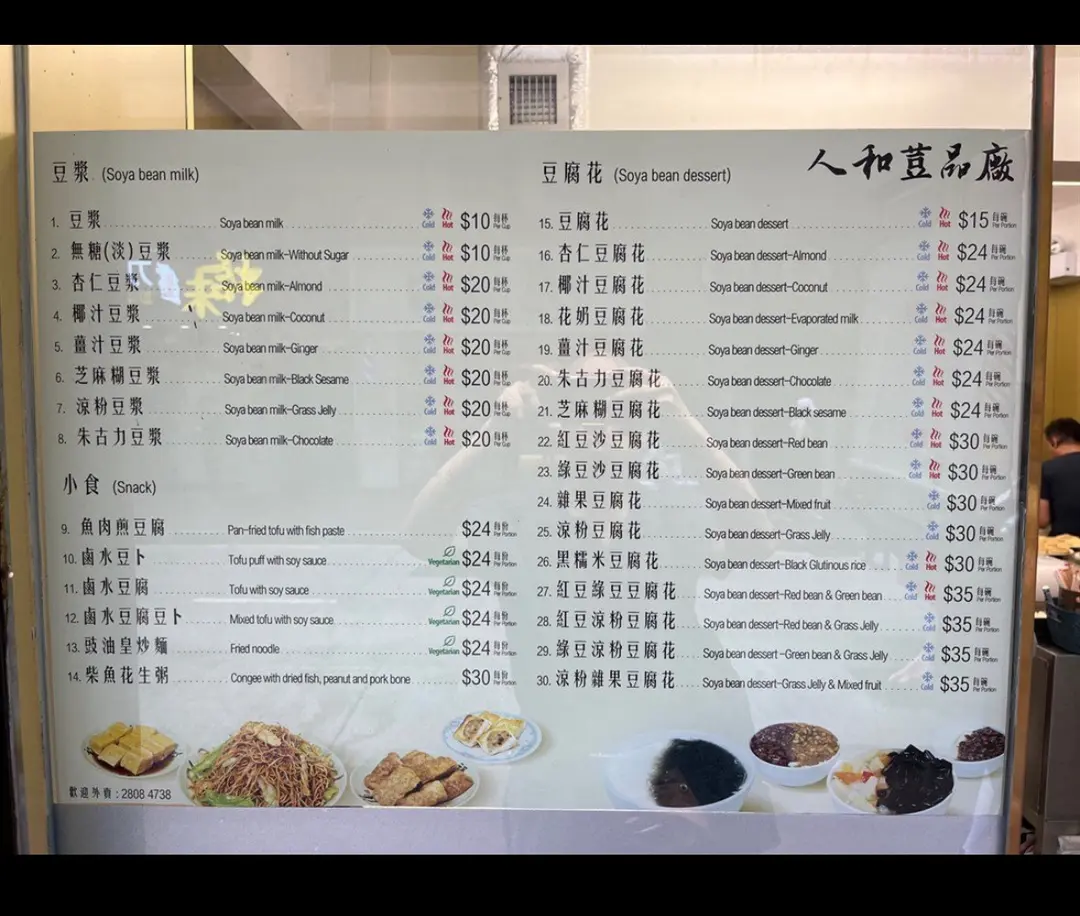 人和荳品廠
豆漿 (Soya bean milk)
1. 豆漿 Soya bean milk Cold Hot $10 每杯 Per Cup
2. 無糖(淡)豆漿 Soya bean milk-Without Sugar Cold Hot $10 每杯 Per Cup
3. 杏仁豆漿 Soya bean milk-Almond Cold Hot $20 每杯 Per Cup
4. 椰汁豆漿 Soya bean milk-Coconut Cold Hot $20 每杯 Per Cup
5. 薑汁豆漿 Soya bean milk-Ginger Cold Hot $20 每杯 Per Cup
6. 芝麻糊豆漿 Soya bean milk-Black Sesame Cold Hot $20 每杯 Per Cup
7. 涼粉豆漿 Soya bean milk-Grass Jelly Cold Hot $20 每杯 Per Cup
8. 朱古力豆漿 Soya bean milk-Chocolate Cold Hot $20 每杯 Per Cup
小食 (Snack)
9. 魚肉煎豆腐 Pan-fried tofu with fish paste $24 每份 Per Portion
10. 鹵水豆卜 Tofu puff with soy sauce Vegetarian $24 每份 Per Portion
11. 鹵水豆腐 Tofu with soy sauce Vegetarian $24 每份 Per Portion
12. 鹵水豆腐豆卜 Mixed tofu with soy sauce Vegetarian $24 每份 Per Portion
13. 豉油皇炒麵 Fried noodle Vegetarian $24 每份 Per Portion
14. 柴魚花生粥 Congee with dried fish, peanut and pork bone $30 每份 Per Portion
歡迎外賣 : 2808 4738
豆腐花 (Soya bean dessert)
15. 豆腐花 Soya bean dessert Cold Hot $15 每碗 Per Portion
16. 杏仁豆腐花 Soya bean dessert-Almond Cold Hot $24 每碗 Per Portion
17. 椰汁豆腐花 Soya bean dessert-Coconut Cold Hot $24 每碗 Per Portion
18. 花奶豆腐花 Soya bean dessert-Evaporated milk Cold Hot $24 每碗 Per Portion
19. 薑汁豆腐花 Soya bean dessert-Ginger Cold Hot $24 每碗 Per Portion
20. 朱古力豆腐花 Soya bean dessert-Chocolate Cold Hot $24 每碗 Per Portion
21. 芝麻糊豆腐花 Soya bean dessert-Black sesame Cold Hot $24 每碗 Per Portion
22. 紅豆沙豆腐花 Soya bean dessert-Red bean Cold Hot $30 每碗 Per Portion
23. 綠豆沙豆腐花 Soya bean dessert-Green bean Cold Hot $30 每碗 Per Portion
24. 雜果豆腐花 Soya bean dessert-Mixed fruit Cold $30 每碗 Per Portion
25. 涼粉豆腐花 Soya bean dessert-Grass Jelly Cold $30 每碗 Per Portion
26. 黑糯米豆腐花 Soya bean dessert-Black Glutinous rice Cold Hot $30 每碗 Per Portion
27. 紅豆綠豆豆腐花 Soya bean dessert-Red bean & Green bean Cold Hot $35 每碗 Per Portion
28. 紅豆涼粉豆腐花 Soya bean dessert-Red bean & Grass Jelly Cold $35 每碗 Per Portion
29. 綠豆涼粉豆腐花 Soya bean dessert-Green bean & Grass Jelly Cold $35 每碗 Per Portion
30. 涼粉雜果豆腐花 Soya bean dessert-Grass Jelly & Mixed fruit Cold $35 每碗 Per Portion